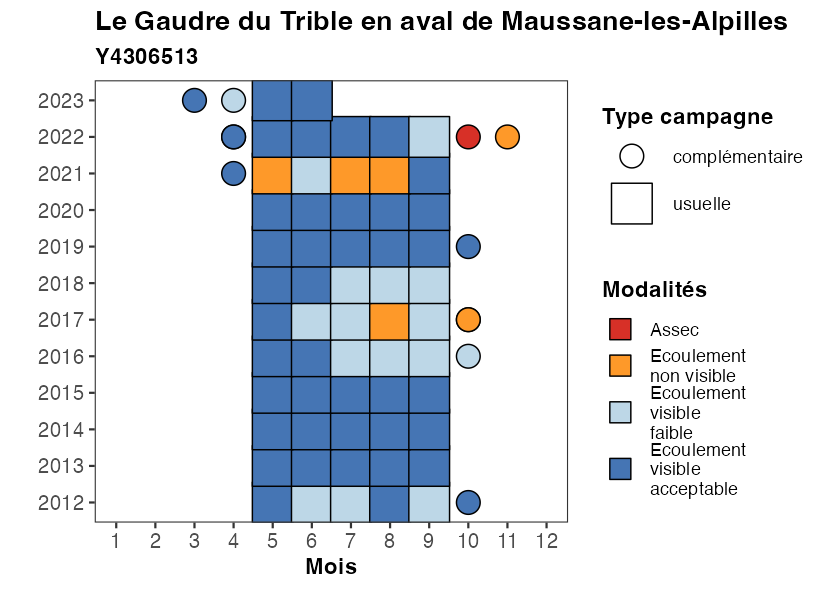 Le Gaudre du Trible en aval de Maussane-les-Alpilles
Y4306513
2023
2022
2021
2020
2019
2018
2017
2016
2015
2014
2013
2012
1 2 3 4 5 6 7 8 9 10 11 12
Mois
Type campagne
complémentaire
usuelle
Modalités
Assec
Ecoulement
non visible
Ecoulement
visible
faible
Ecoulement
visible
acceptable